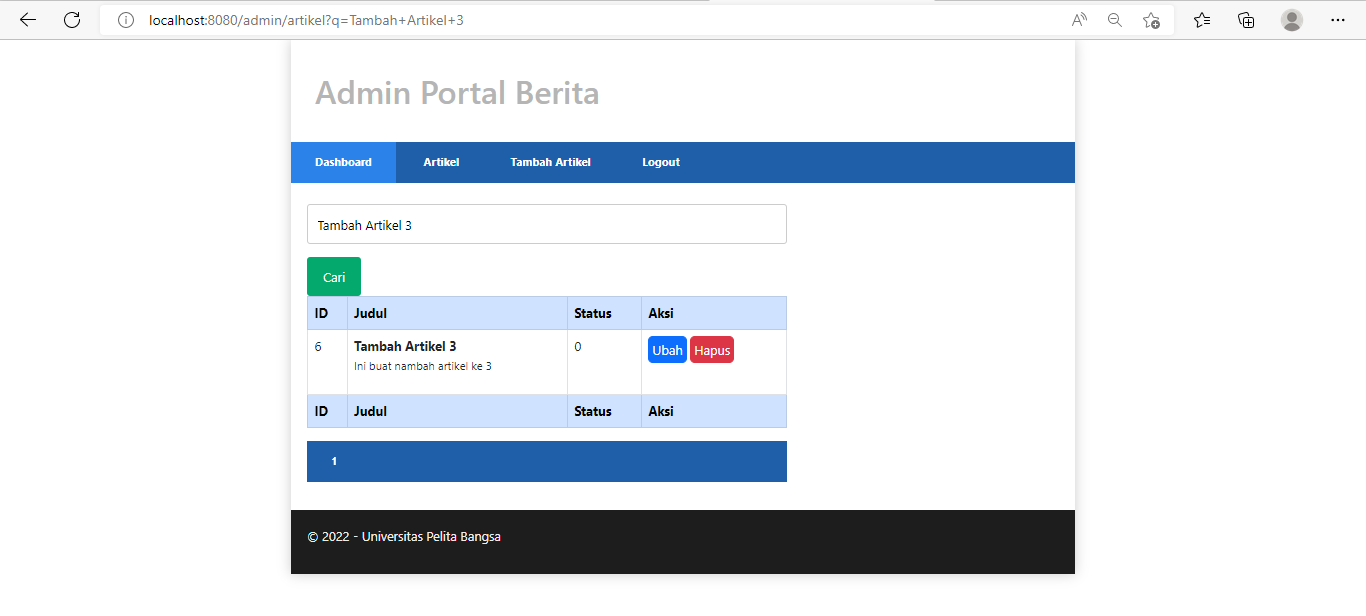 localhost:8080/admin/artikel?q=Tambah+Artikel+3
Admin Portal Berita
Dashboard Artikel Tambah Artikel Logout
Tambah Artikel 3
Cari
ID Judul Status Aksi
6 Tambah Artikel 3 0 Ubah Hapus
Ini buat nambah artikel ke 3
ID Judul Status Aksi
1
© 2022 - Universitas Pelita Bangsa